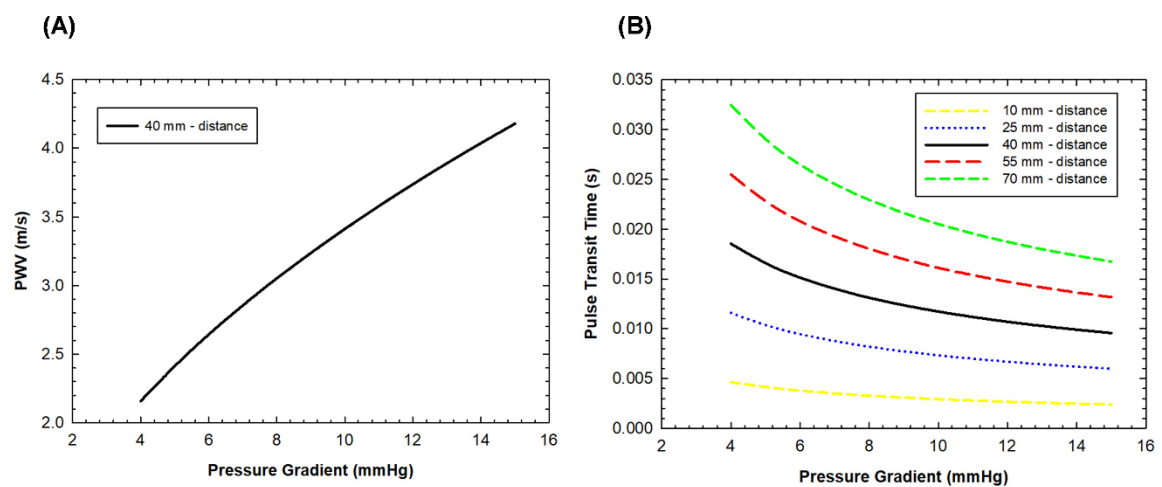 (A)
4.5
4.0
3.5
3.0
2.5
2.0
PWV (m/s)
40 mm - distance
2 4 6 8 10 12 14 16
Pressure Gradient (mmHg)
(B)
0.035
0.030
0.025
0.020
0.015
0.010
0.005
0.000
Pulse Transit Time (s)
10 mm - distance
25 mm - distance
40 mm - distance
55 mm - distance
70 mm - distance
2 4 6 8 10 12 14 16
Pressure Gradient (mmHg)